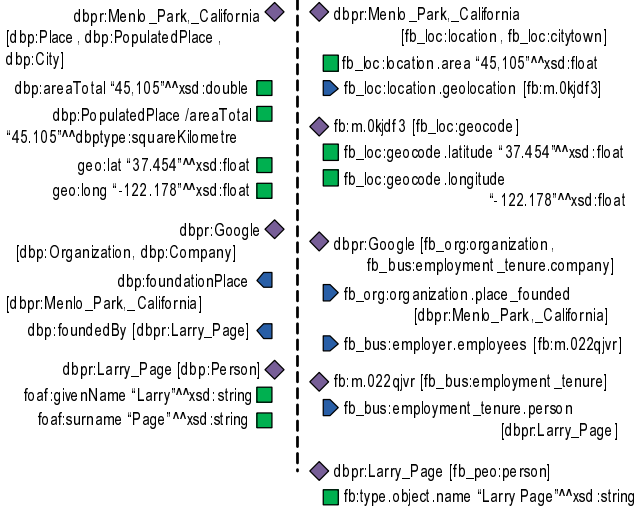 dbpr:Menlo_Park,_California
[dbp:Place, dbp:PopulatedPlace,
dbp:City]
dbp:areaTotal “45,105”^^xsd:double
dbp:PopulatedPlace/areaTotal
“45.105”^^dbptype:squareKilometre
geo:lat “37.454”^^xsd:float
geo:long “-122.178”^^xsd:float
dbpr:Google
[dbp:Organization, dbp:Company]
dbp:foundationPlace
[dbpr:Menlo_Park,_California]
dbp:foundedBy [dbpr:Larry_Page]
dbpr:Larry_Page [dbp:Person]
foaf:givenName “Larry”^^xsd:string
foaf:surname “Page”^^xsd:string
dbpr:Menlo_Park,_California
[fb_loc:location, fb_loc:citytown]
fb_loc:location.area “45,105”^^xsd:float
fb_loc:location.geolocation [fb:m.0kjdf3]
fb:m.0kjdf3 [fb_loc:geocode]
fb_loc:geocode.latitude “37.454”^^xsd:float
fb_loc:geocode.longitude
“-122.178”^^xsd:float
dbpr:Google [fb_org:organization,
fb_bus:employment_tenure.company]
fb_org:organization.place_founded
[dbpr:Menlo_Park,_California]
fb_bus:employer.employees [fb:m.022qjvr]
fb:m.022qjvr [fb_bus:employment_tenure]
fb_bus:employment_tenure.person
[dbpr:Larry_Page]
dbpr:Larry_Page [fb_peo:person]
fb:type.object.name “Larry Page”^^xsd:string